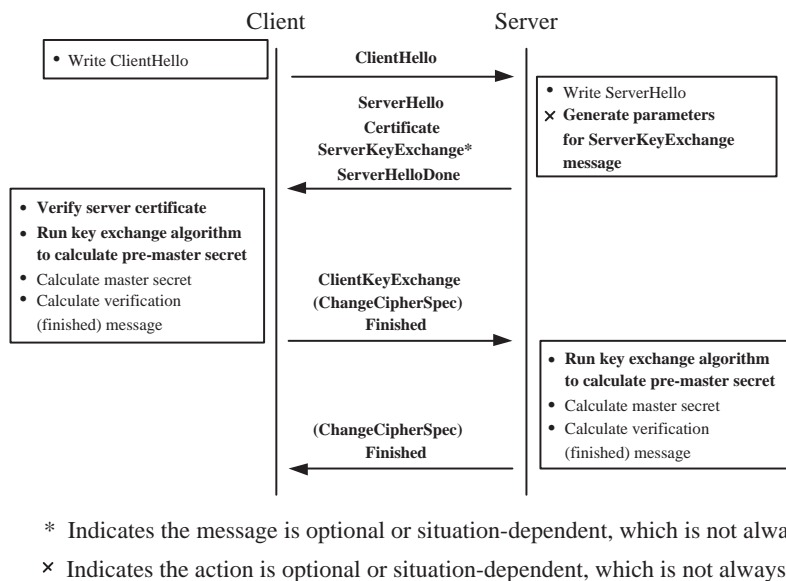 Client
Server
• Write ClientHello
ClientHello
• Write ServerHello
× Generate parameters
for ServerKeyExchange
message
ServerHello
Certificate
ServerKeyExchange*
ServerHelloDone
• Verify server certificate
• Run key exchange algorithm
to calculate pre-master secret
• Calculate master secret
• Calculate verification
(finished) message
ClientKeyExchange
(ChangeCipherSpec)
Finished
• Run key exchange algorithm
to calculate pre-master secret
• Calculate master secret
• Calculate verification
(finished) message
(ChangeCipherSpec)
Finished
* Indicates the message is optional or situation-dependent, which is not
× Indicates the action is optional or situation-dependent, which is not always